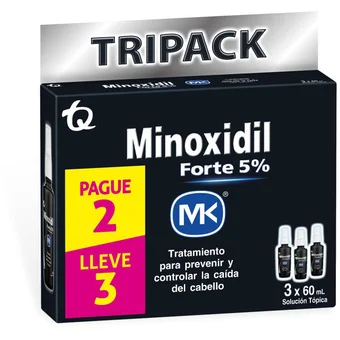 TRIPACK
TQ
Minoxidil
Forte 5%
MK®
PAGUE
2
LLEVE
3
Tratamiento
para prevenir y
controlar la caída
del cabello
3 x 60 mL
Solución Tópica